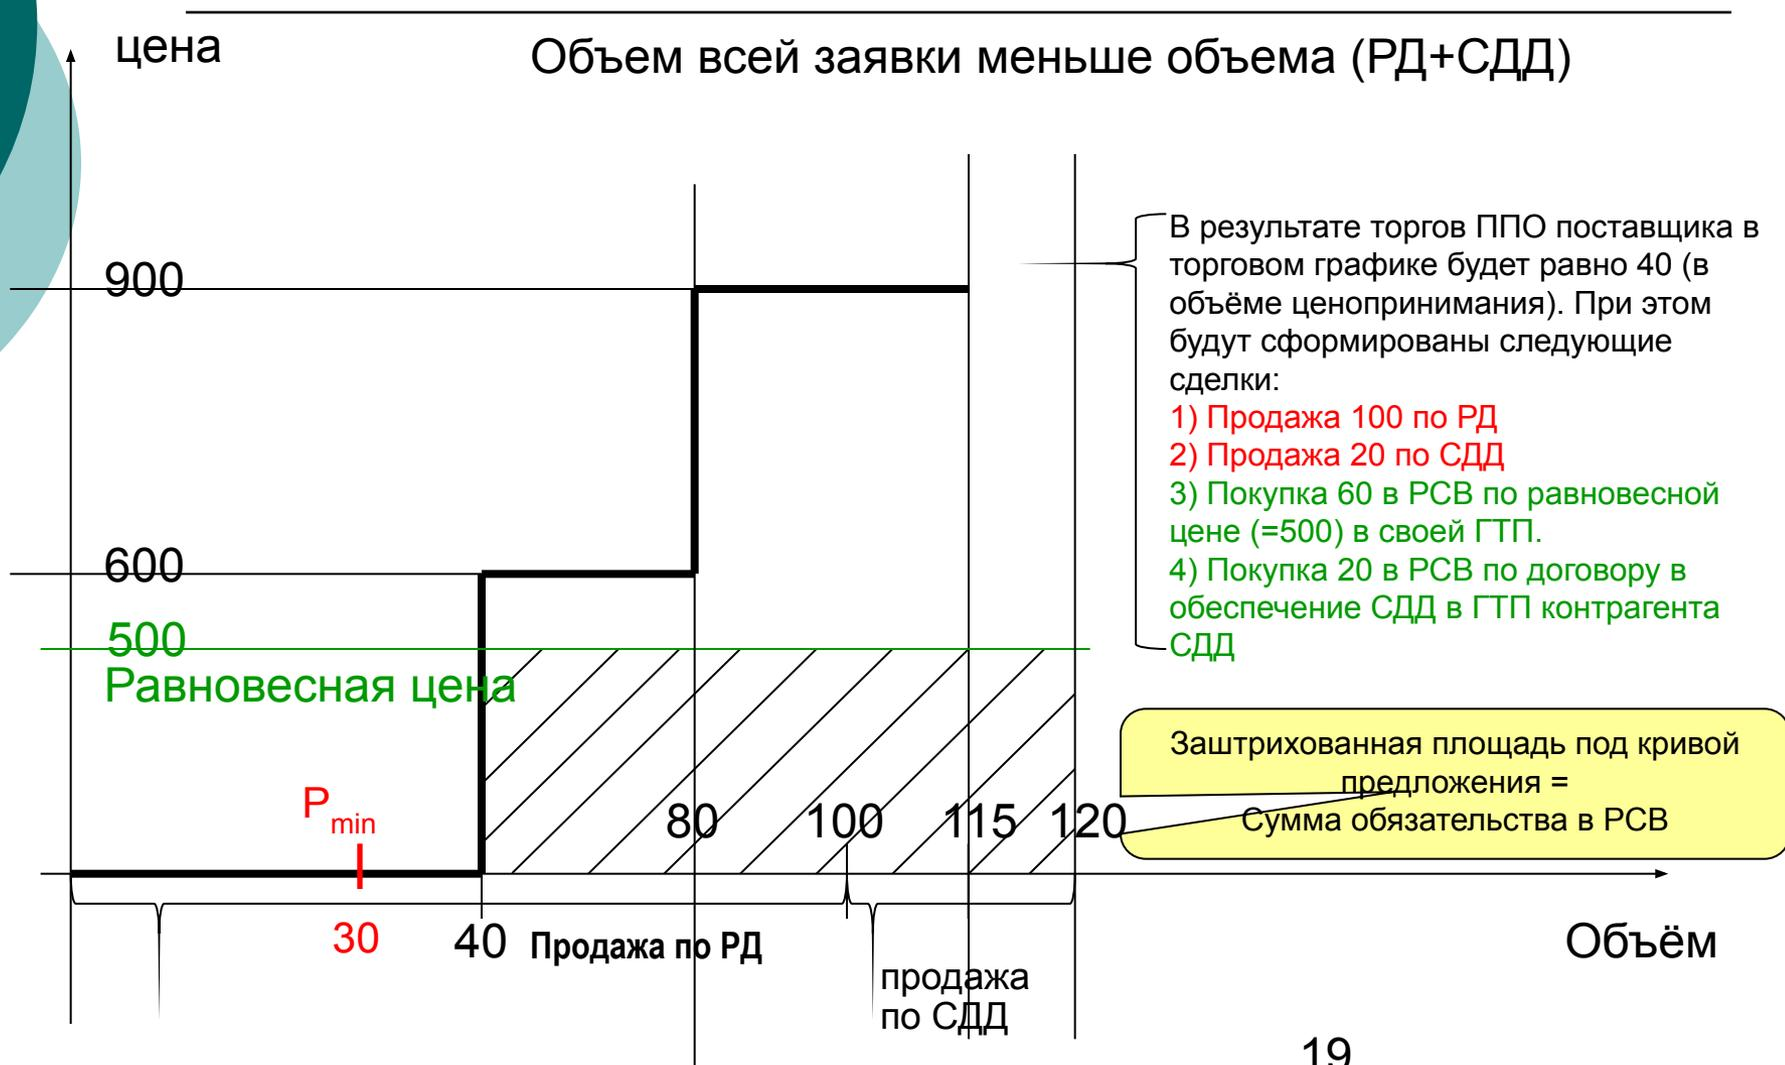 цена
Объем всей заявки меньше объема (РД+СДД)
900
600
500
Равновесная цена
В результате торгов ППО поставщика в
торговом графике будет равно 40 (в
объёме ценопринимания). При этом
будут сформированы следующие
сделки:
1) Продажа 100 по РД
2) Продажа 20 по СДД
3) Покупка 60 в РСВ по равновесной
цене (=500) в своей ГТП.
4) Покупка 20 в РСВ по договору в
обеспечение СДД в ГТП контрагента
СДД
Заштрихованная площадь под кривой
предложения =
Сумма обязательства в РСВ
Pmin
80 100 115 120
30 40 Продажа по РД
Объём
продажа
по СДД
19